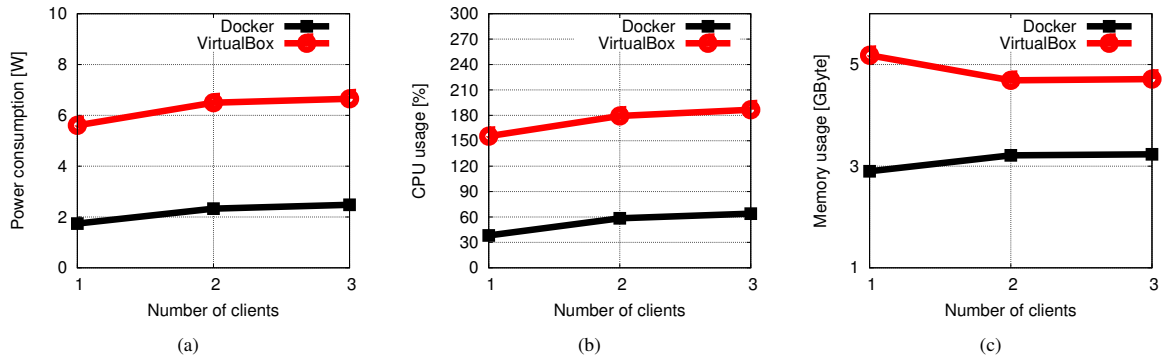 Power consumption [W]
10
8
6
4
2
0
Docker
VirtualBox
1 2 3
Number of clients
(a)
CPU usage [%]
300
270
240
210
180
150
120
90
60
30
0
Docker
VirtualBox
1 2 3
Number of clients
(b)
Memory usage [GByte]
5
3
1
Docker
VirtualBox
1 2 3
Number of clients
(c)